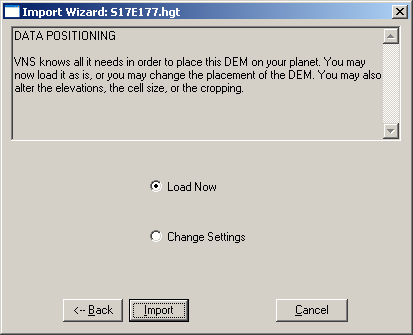 Import Wizard: S17E177.hgt
DATA POSITIONING
VNS knows all it needs in order to place this DEM on your planet. You may
now load it as is, or you may change the placement of the DEM. You may also
alter the elevations, the cell size, or the cropping.
Load Now
Change Settings
<-- Back
Import
Cancel